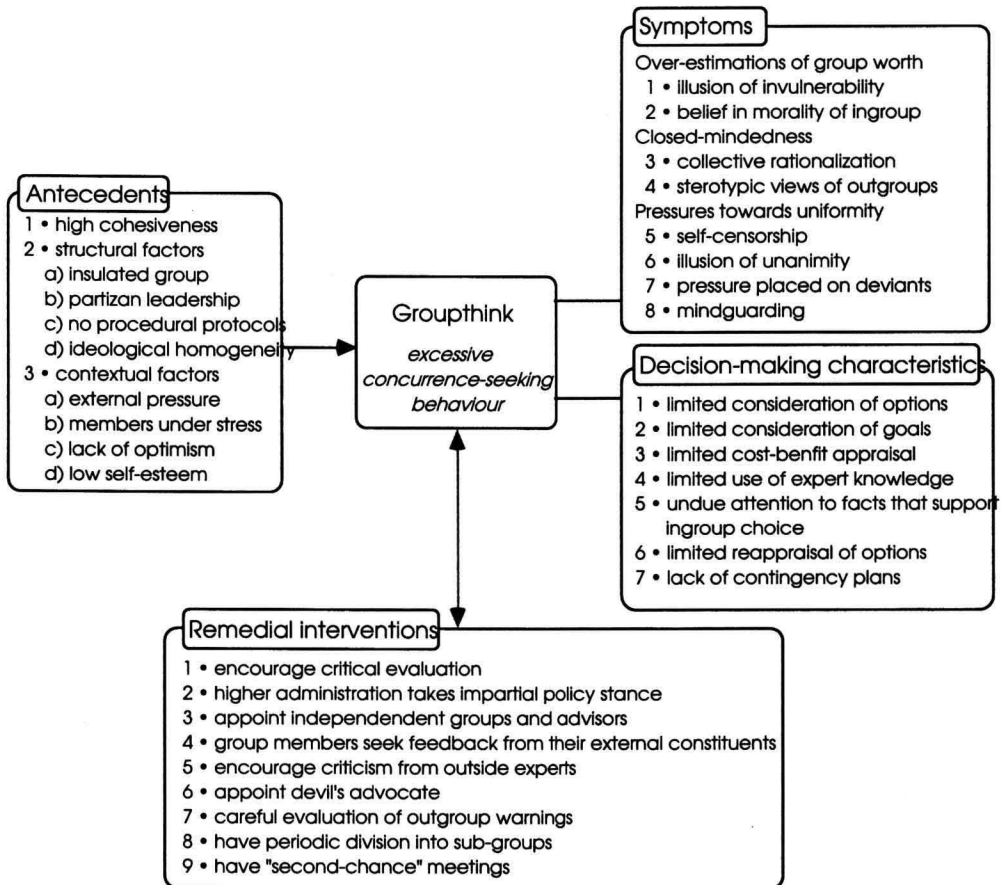 Antecedents
1 • high cohesiveness
2 • structural factors
a) insulated group
b) partizan leadership
c) no procedural protocols
d) ideological homogeneity
3 • contextual factors
a) external pressure
b) members under stress
c) lack of optimism
d) low self-esteem
Groupthink
excessive
concurrence-seeking
behaviour
Symptoms
Over-estimations of group worth
1 • illusion of invulnerability
2 • belief in morality of ingroup
Closed-mindedness
3 • collective rationalization
4 • sterotypic views of outgroups
Pressures towards uniformity
5 • self-censorship
6 • illusion of unanimity
7 • pressure placed on deviants
8 • mindguarding
Decision-making characteristics
1 • limited consideration of options
2 • limited consideration of goals
3 • limited cost-benfit appraisal
4 • limited use of expert knowledge
5 • undue attention to facts that support
ingroup choice
6 • limited reappraisal of options
7 • lack of contingency plans
Remedial interventions
1 • encourage critical evaluation
2 • higher administration takes impartial policy stance
3 • appoint independendent groups and advisors
4 • group members seek feedback from their external constituents
5 • encourage criticism from outside experts
6 • appoint devil's advocate
7 • careful evaluation of outgroup warnings
8 • have periodic division into sub-groups
9 • have "second-chance" meetings